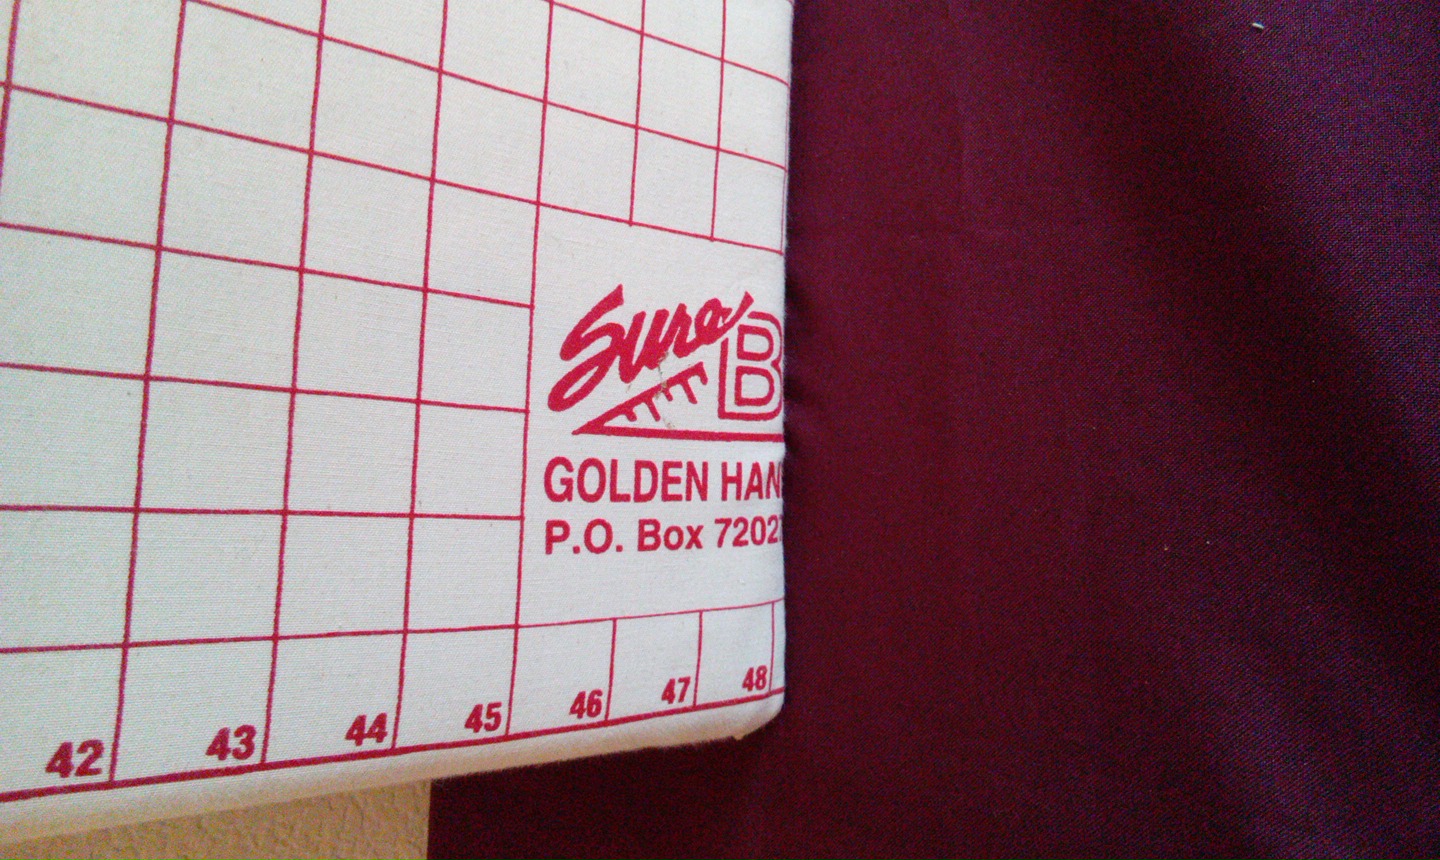 Sure B
GOLDEN HAN
P.O. Box 7202
42 43 44 45 46 47 48